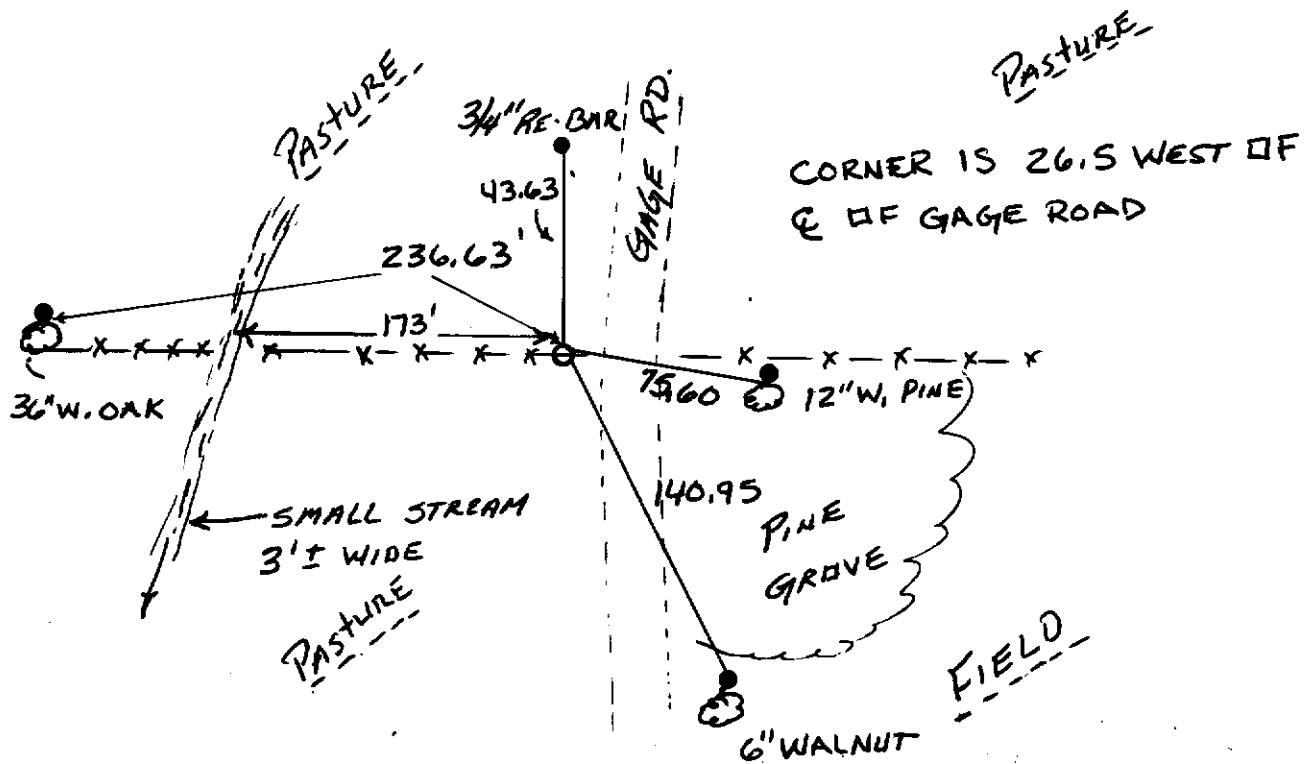 PASTURE
PASTURE
3/4" RE-BAR
GAGE RD.
CORNER IS 26.5 WEST OF
℄ OF GAGE ROAD
43.63'
236.63'
173'
36" W. OAK
75.60
12" W. PINE
140.95
SMALL STREAM
3'± WIDE
PINE
GROVE
PASTURE
FIELD
6" WALNUT